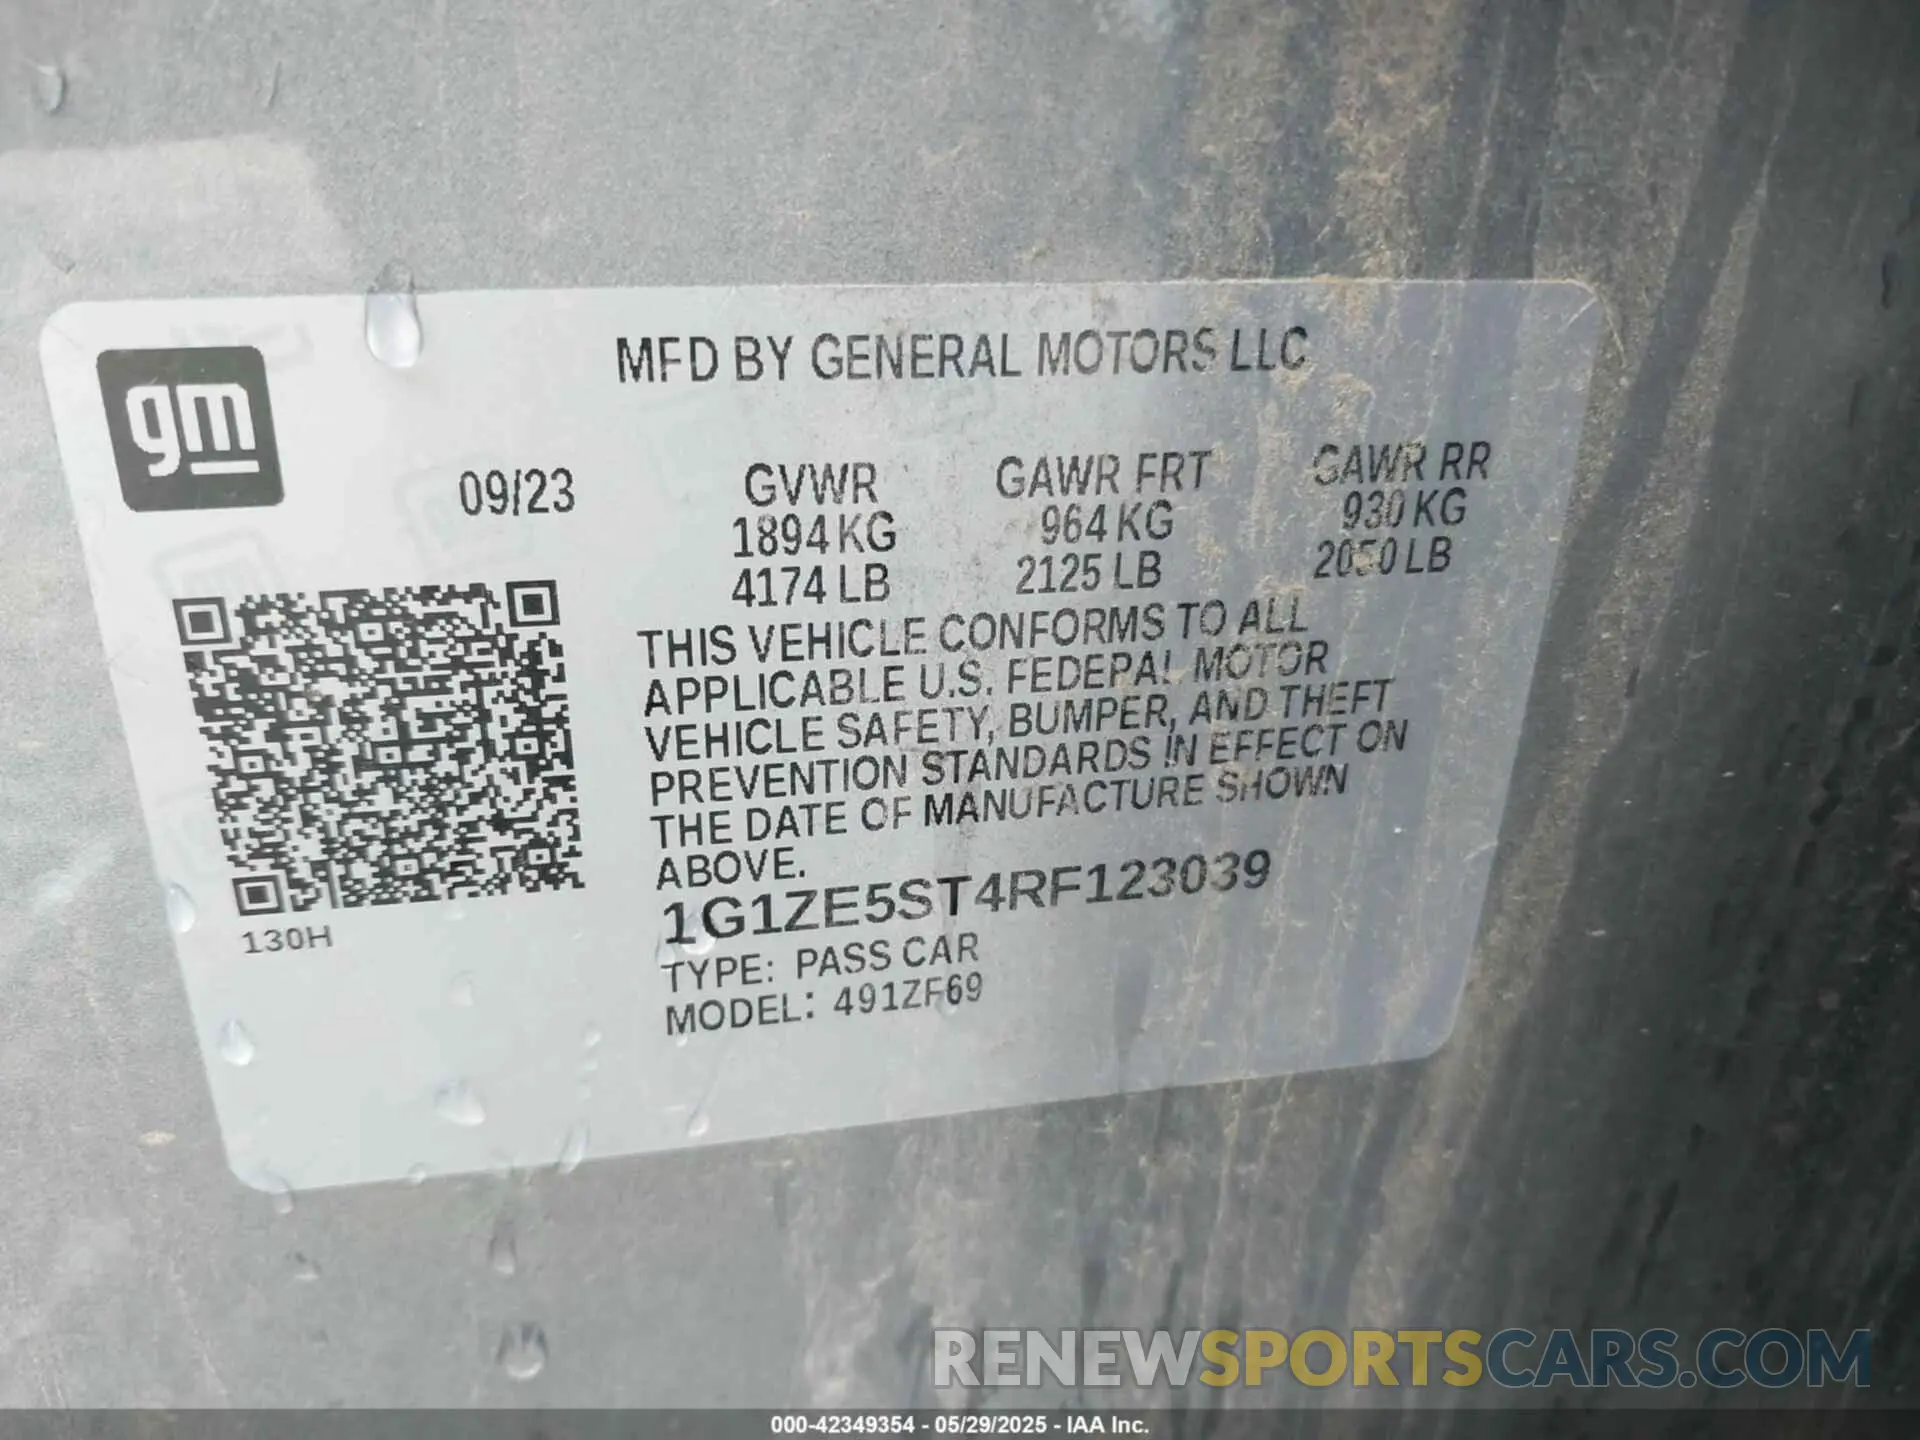 gm
MFD BY GENERAL MOTORS LLC
09/23 GVWR GAWR FRT GAWR RR
1894 KG 964 KG 930 KG
4174 LB 2125 LB 2050 LB
THIS VEHICLE CONFORMS TO ALL
APPLICABLE U.S. FEDERAL MOTOR
VEHICLE SAFETY, BUMPER, AND THEFT
PREVENTION STANDARDS IN EFFECT ON
THE DATE OF MANUFACTURE SHOWN
ABOVE.
1G1ZE5ST4RF123039
130H
TYPE: PASS CAR
MODEL: 491ZF69
RENEWSPORTSCARS.COM
000-42349354 - 05/29/2025 - IAA Inc.